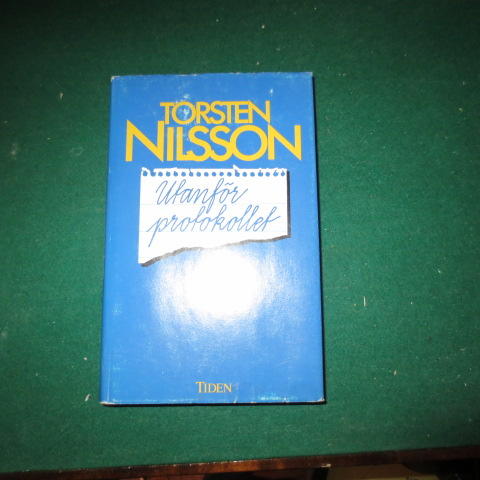 TORSTEN
NILSSON
Utanför
protokollet
TIDEN